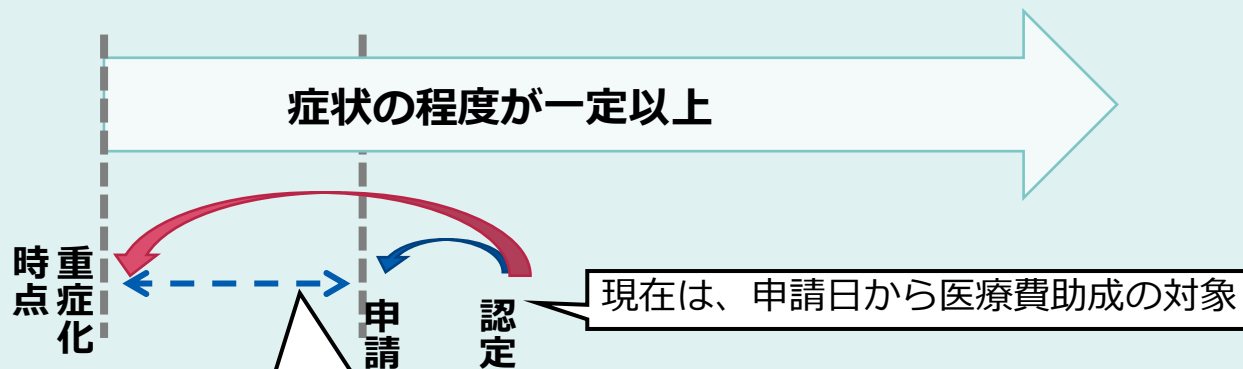 症状の程度が一定以上
重症化
時点
申請
認定
現在は、申請日から医療費助成の対象